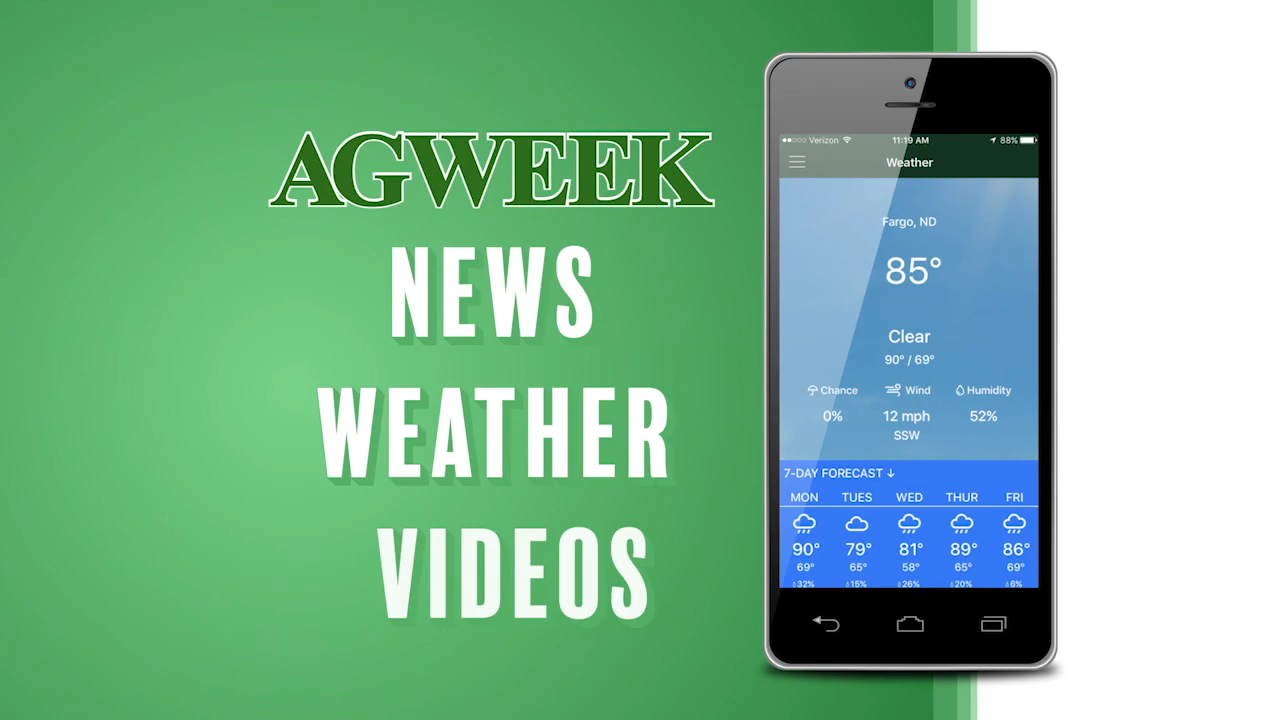 AGWEEK
NEWS
WEATHER
VIDEOS
Verizon 11:19 AM 88%
Weather
Fargo, ND
85°
Clear
90° / 69°
Chance Wind Humidity
0% 12 mph 52%
SSW
7-DAY FORECAST ↓
MON TUES WED THUR FRI
90° 79° 81° 89° 86°
69° 65° 58° 65° 69°
32% 15% 26% 20% 6%